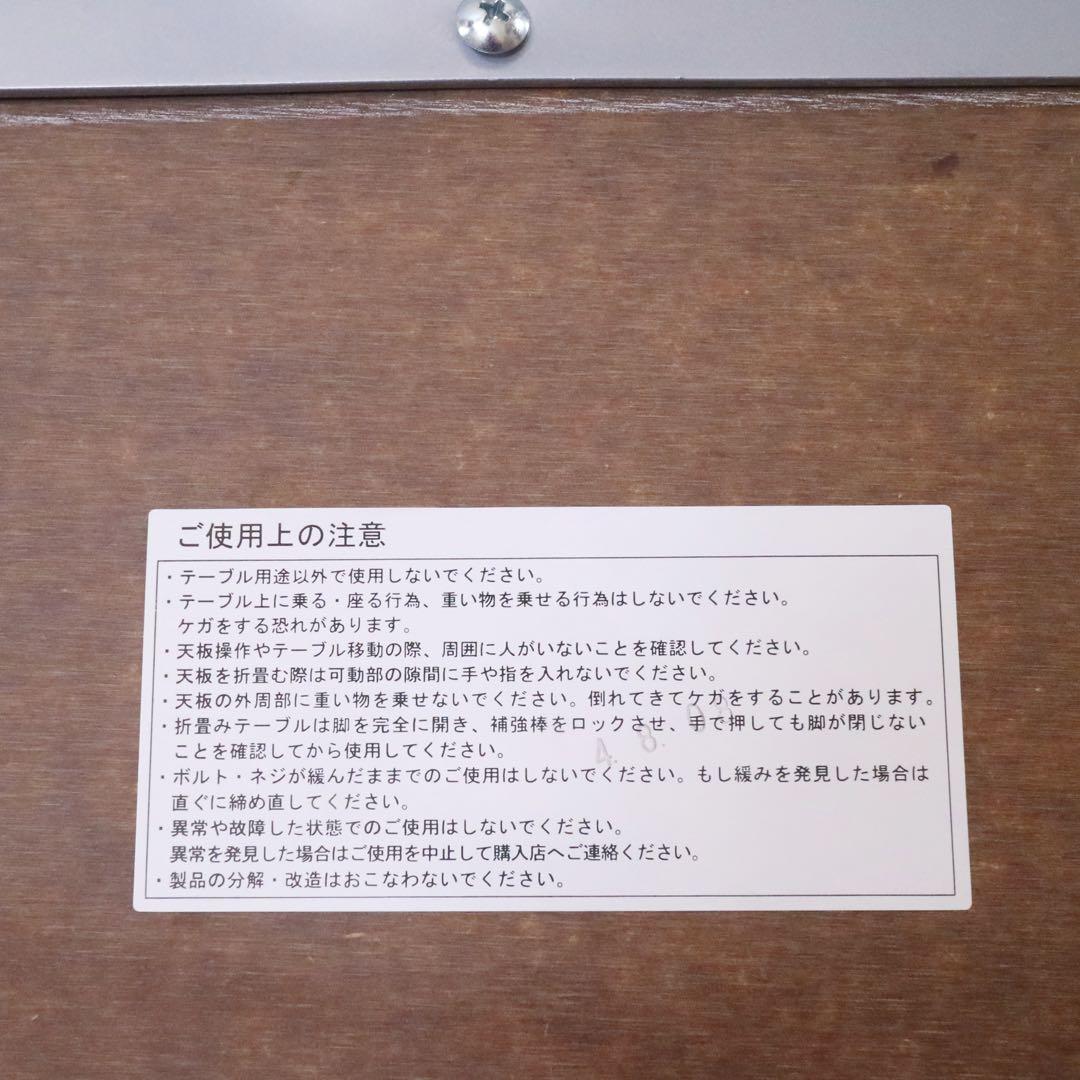 ご使用上の注意
・テーブル用途以外で使用しないでください。
・テーブル上に乗る・座る行為、重い物を乗せる行為はしないでください。
ケガをする恐れがあります。
・天板操作やテーブル移動の際、周囲に人がいないことを確認してください。
・天板を折畳む際は可動部の隙間に手や指を入れないでください。
・天板の外周部に重い物を乗せないでください。倒れてきてケガをすることがあります。
・折畳みテーブルは脚を完全に開き、補強棒をロックさせ、手で押しても脚が閉じない
ことを確認してから使用してください。
・ボルト・ネジが緩んだままでのご使用はしないでください。もし緩みを発見した場合は
直ぐに締め直してください。
・異常や故障した状態でのご使用はしないでください。
異常を発見した場合はご使用を中止して購入店へご連絡ください。
・製品の分解・改造はおこなわないでください。